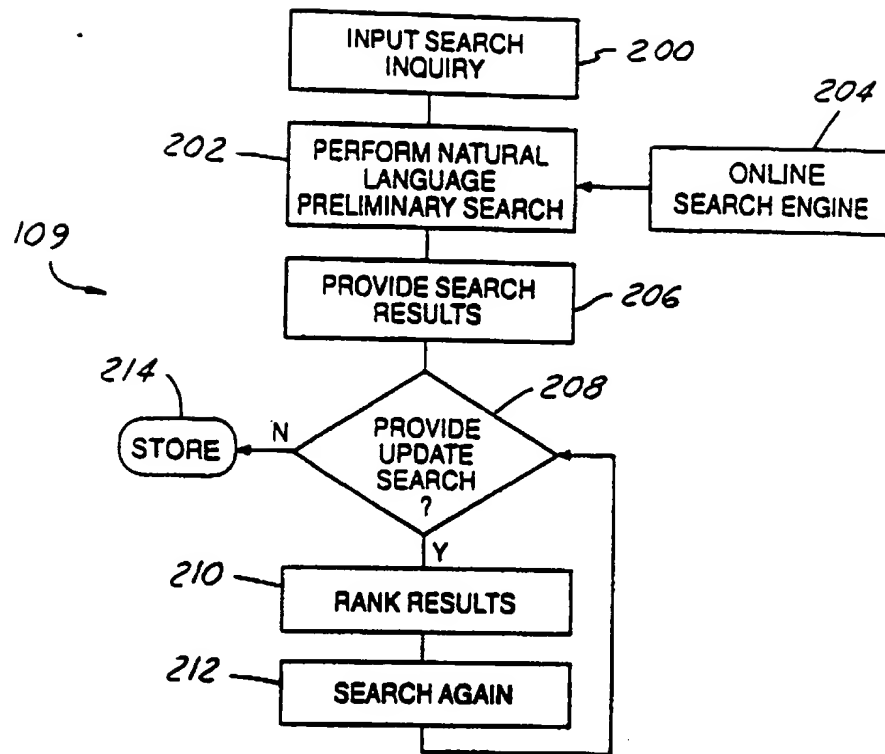 INPUT SEARCH
INQUIRY
200
204
202
PERFORM NATURAL
LANGUAGE
PRELIMINARY SEARCH
ONLINE
SEARCH ENGINE
109
PROVIDE SEARCH
RESULTS
206
214
208
STORE
N
PROVIDE
UPDATE
SEARCH
?
Y
210
RANK RESULTS
212
SEARCH AGAIN